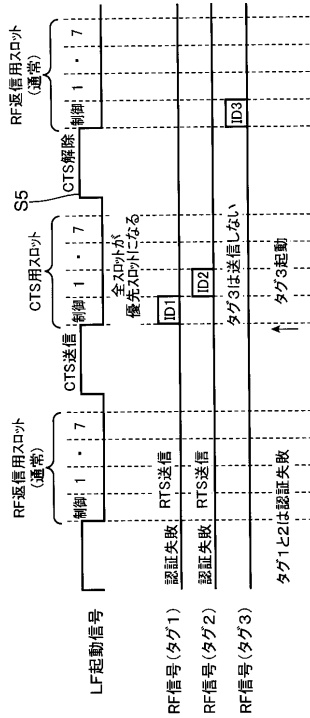 RF返信用スロット
(通常)
CTS用スロット
RF返信用スロット
(通常)
S5
制御 1 ・ 7
CTS送信
制御 1 ・ 7
CTS解除
制御 1 ・ 7
LF起動信号
全スロットが
優先スロットになる
RF信号(タグ1)
認証失敗
RTS送信
ID1
RF信号(タグ2)
認証失敗
RTS送信
ID2
RF信号(タグ3)
タグ3は送信しない
ID3
タグ1と2は認証失敗
タグ3起動